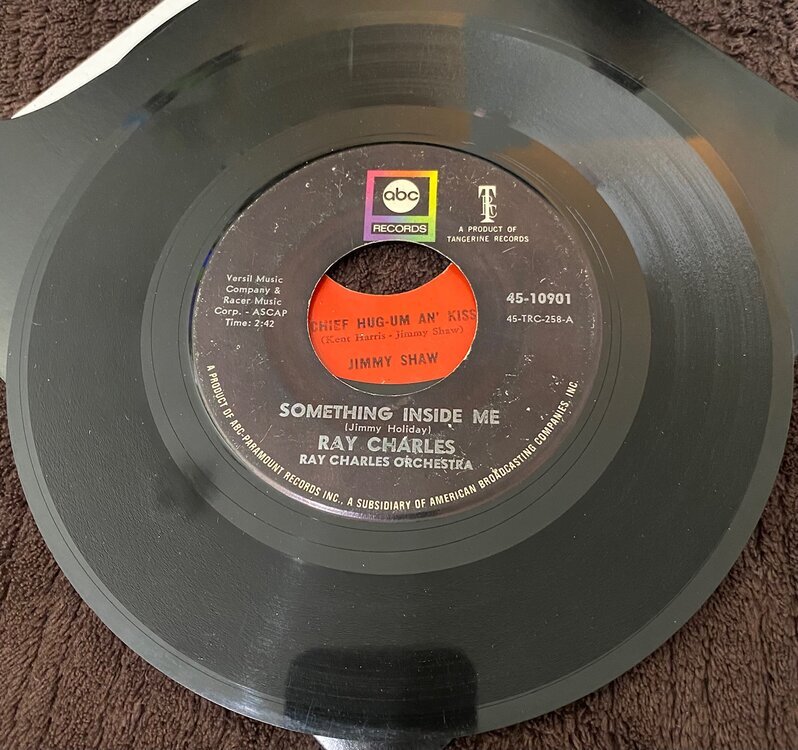 abc
RECORDS
TRC
A PRODUCT OF
TANGERINE RECORDS
Versil Music
Company &
Racer Music
Corp. - ASCAP
Time: 2:42
45-10901
45-TRC-258-A
CHIEF HUG-UM AN' KISS
(Kent Harris - Jimmy Shaw)
JIMMY SHAW
SOMETHING INSIDE ME
(Jimmy Holiday)
RAY CHARLES
RAY CHARLES ORCHESTRA
A PRODUCT OF ABC-PARAMOUNT RECORDS INC., A SUBSIDIARY OF AMERICAN BROADCASTING COMPANIES, INC.